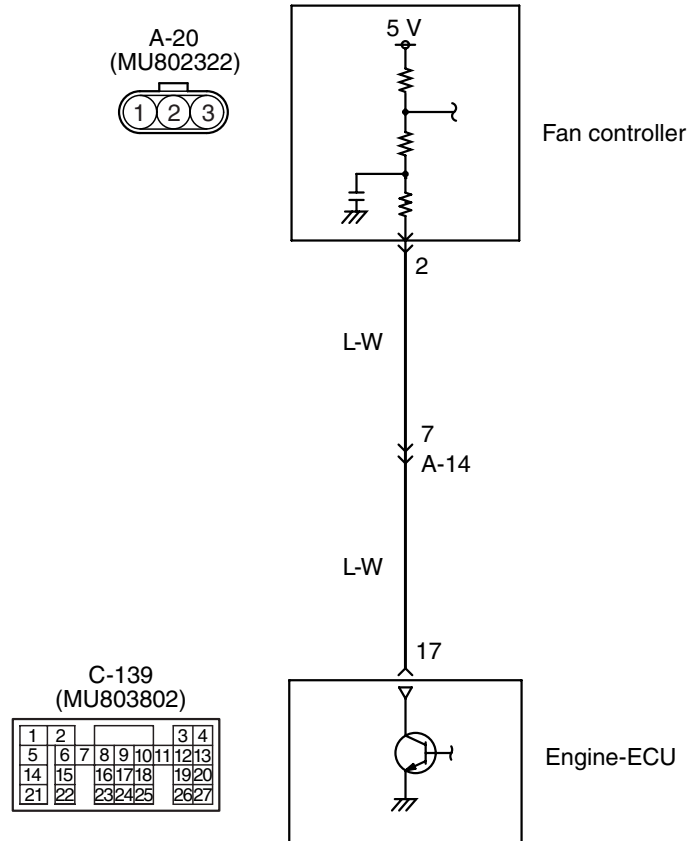 A-20
(MU802322)
1 2 3
5 V
Fan controller
2
L-W
7
A-14
L-W
17
C-139
(MU803802)
1 2 3 4
5 6 7 8 9 10 11 12 13
14 15 16 17 18 19 20
21 22 23 24 25 26 27
Engine-ECU